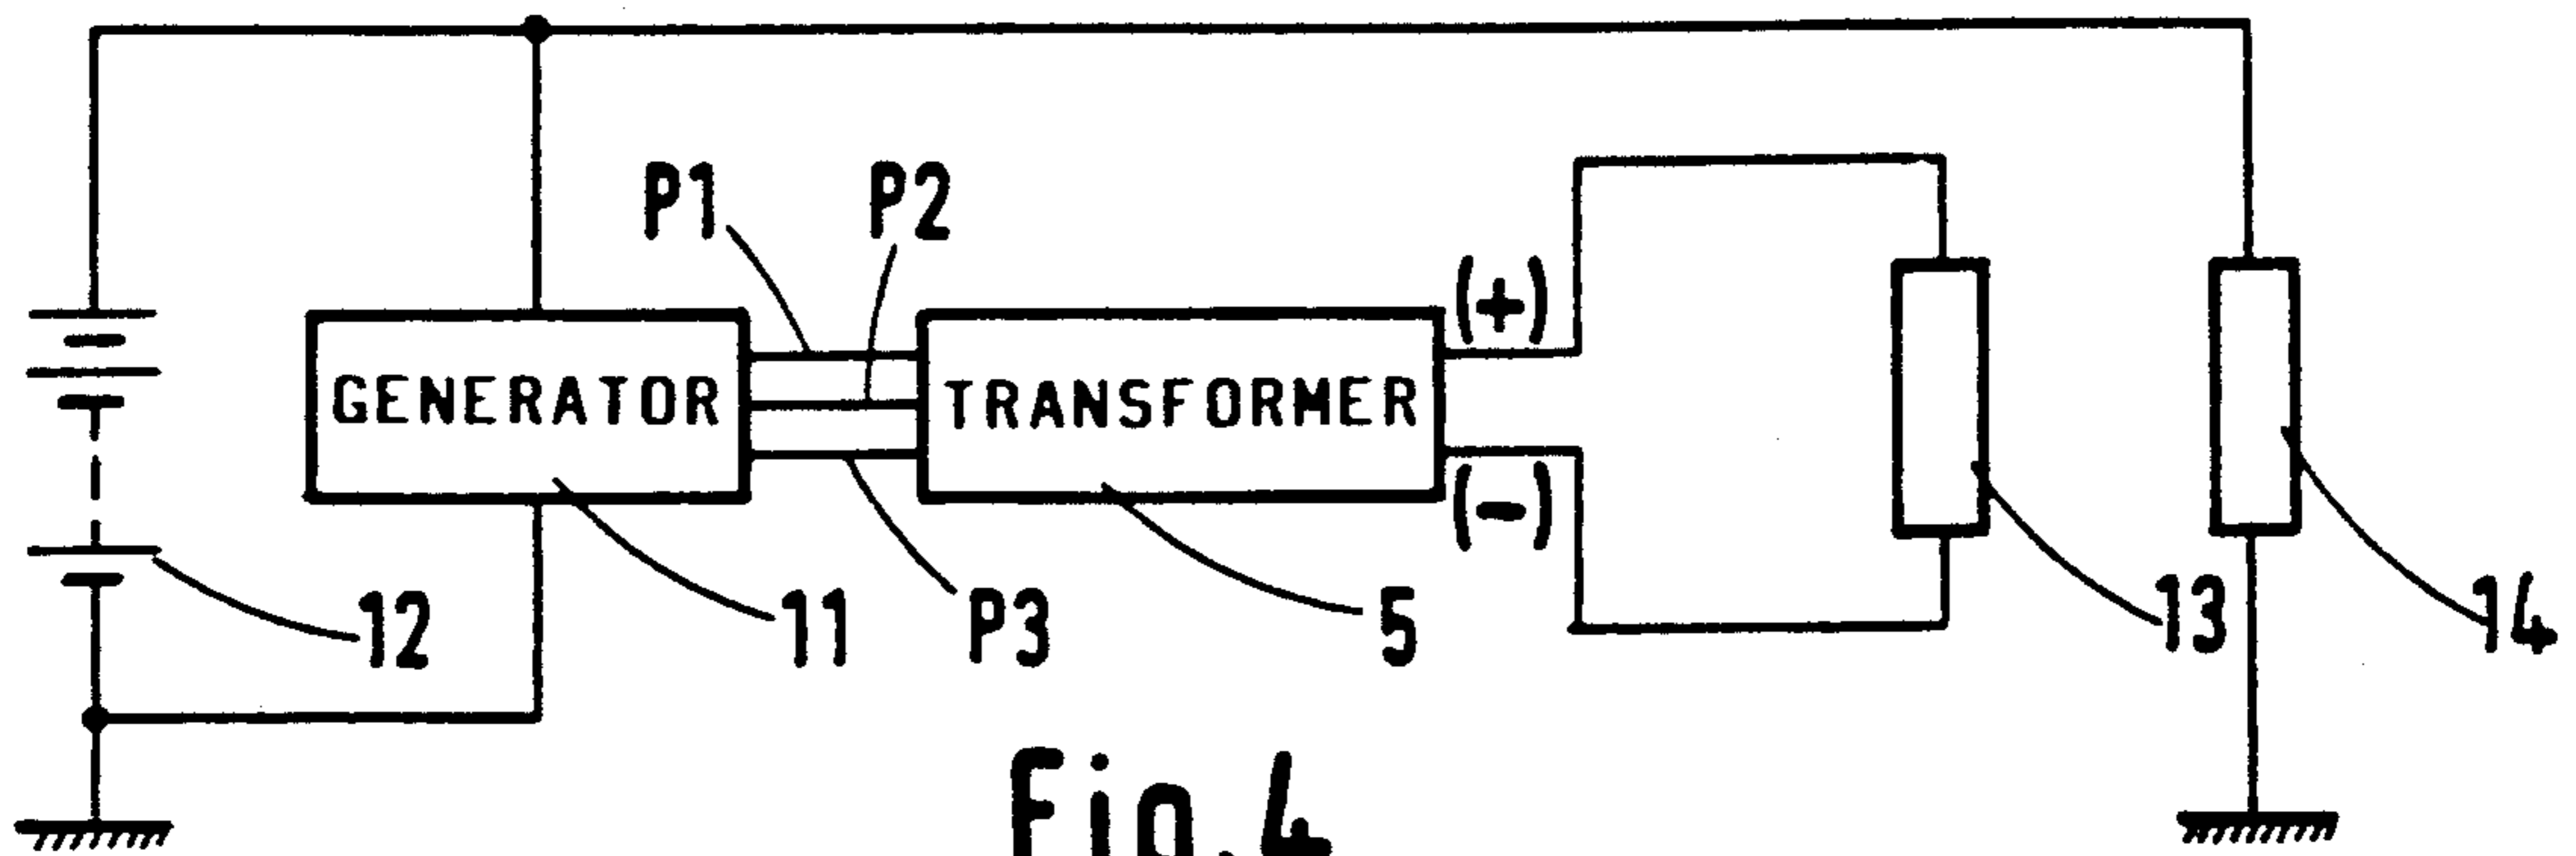 P1 P2
(+)
GENERATOR TRANSFORMER
(-)
12 11 P3 5 13 14
Fig.4